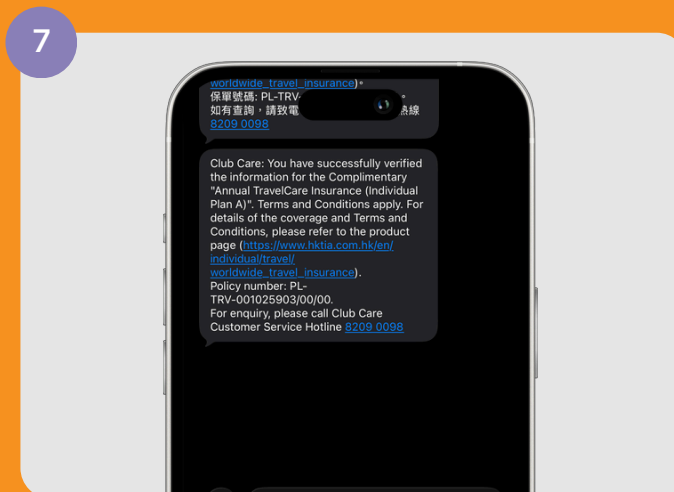 7
worldwide_travel_insurance)。
保單號碼: PL-TRV-
如有查詢，請致電 熱線
8209 0098
Club Care: You have successfully verified
the information for the Complimentary
"Annual TravelCare Insurance (Individual
Plan A)". Terms and Conditions apply. For
details of the coverage and Terms and
Conditions, please refer to the product
page (https://www.hktia.com.hk/en/
individual/travel/
worldwide_travel_insurance).
Policy number: PL-
TRV-001025903/00/00.
For enquiry, please call Club Care
Customer Service Hotline 8209 0098